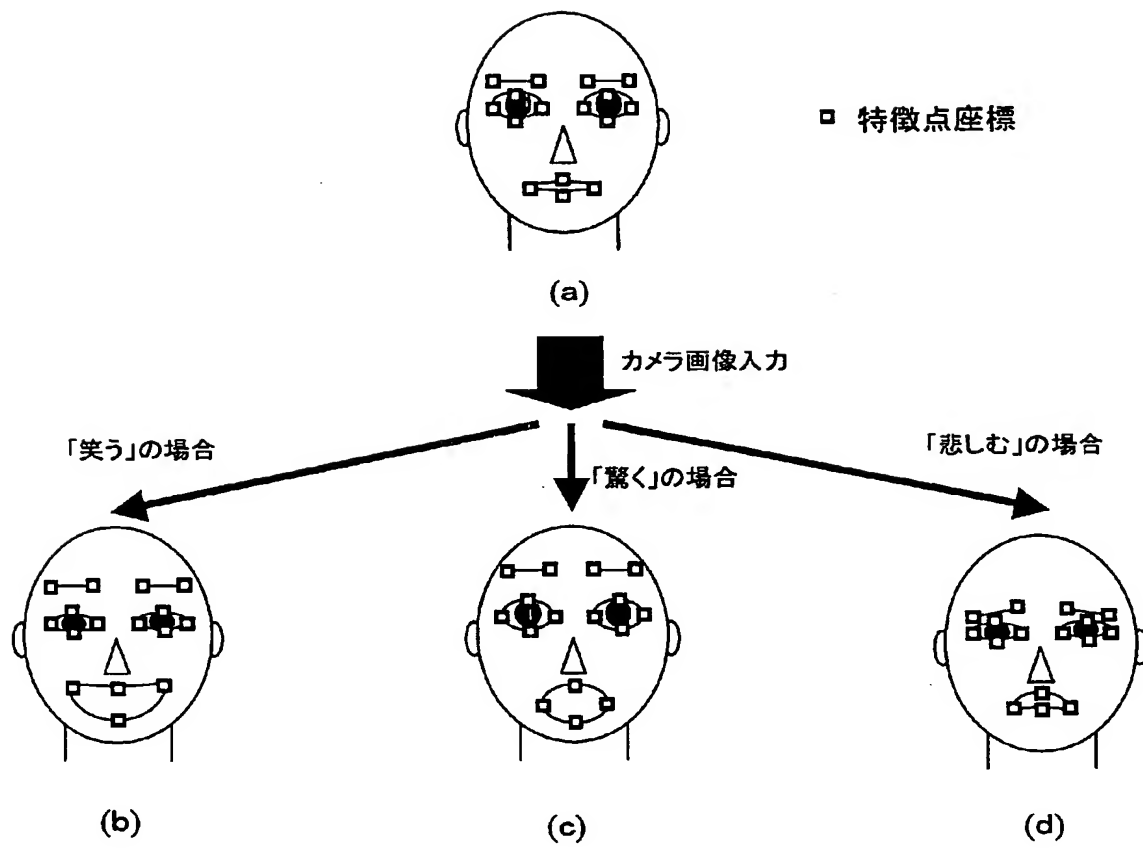 □ 特徴点座標
(a)
カメラ画像入力
「笑う」の場合
「驚く」の場合
「悲しむ」の場合
(b)
(c)
(d)